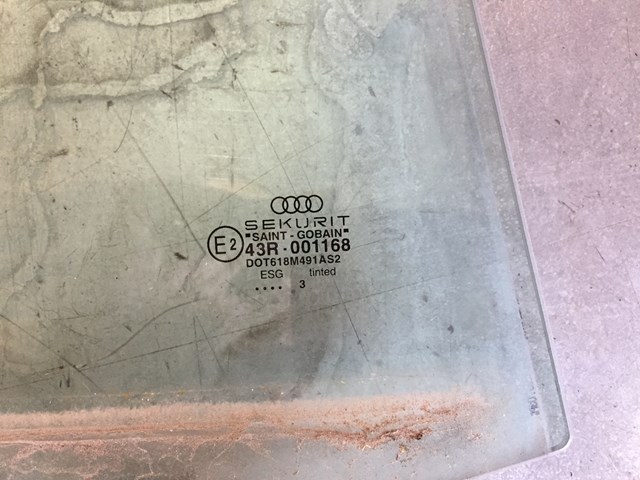 SEKURIT
"SAINT - GOBAIN"
E2 43R - 001168
DOT618M491AS2
ESG tinted
.... 3